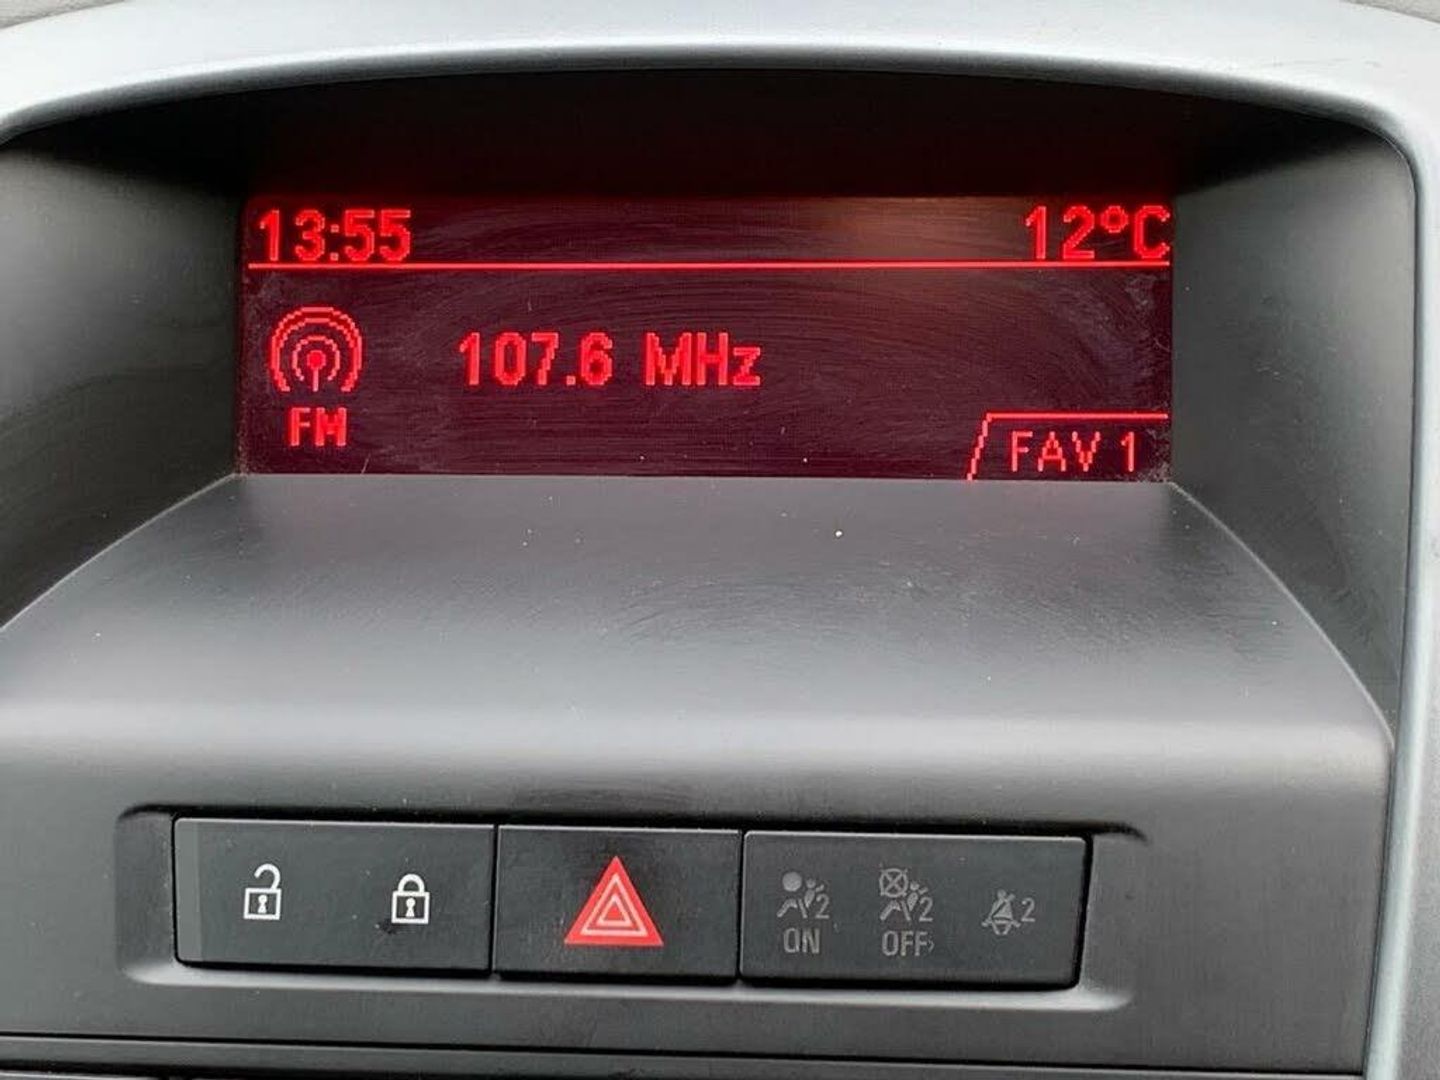 13:55 12°C
107.6 MHz
FM
FAV 1
2 2 2
ON OFF